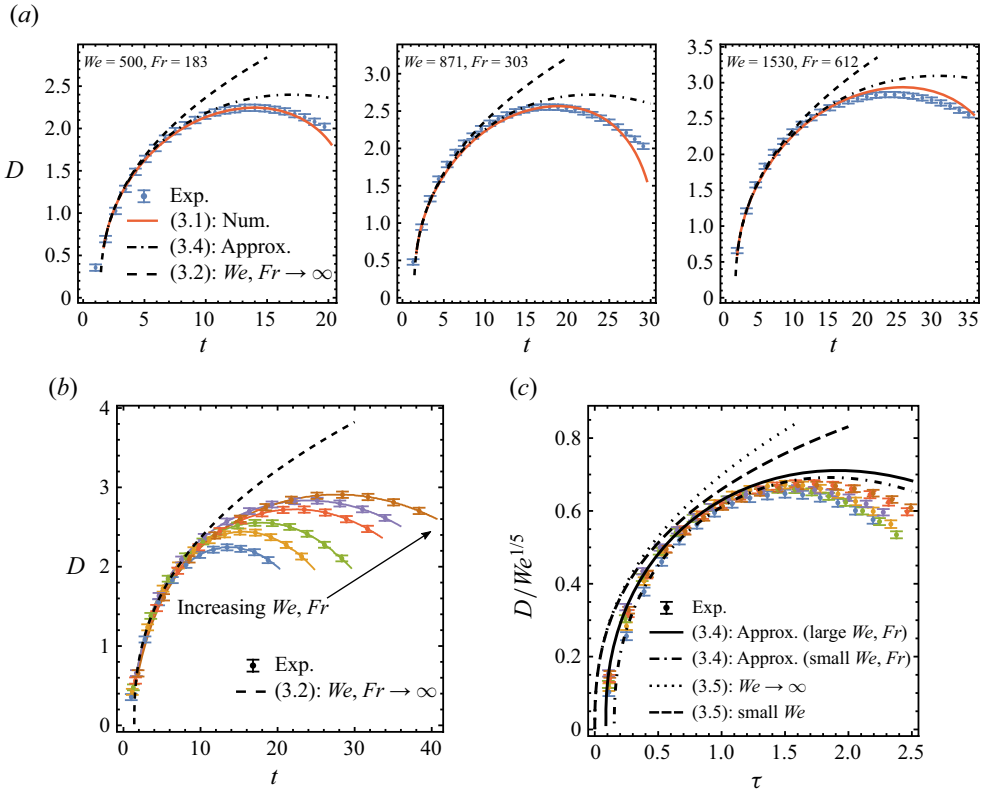 (a)
We = 500, Fr = 183
We = 871, Fr = 303
We = 1530, Fr = 612
2.5
2.0
1.5
1.0
0.5
0
D
Exp.
(3.1): Num.
(3.4): Approx.
(3.2): We, Fr → ∞
0 5 10 15 20
t
3.0
2.5
2.0
1.5
1.0
0.5
0
0 5 10 15 20 25 30
t
3.5
3.0
2.5
2.0
1.5
1.0
0.5
0
0 5 10 15 20 25 30 35
t
(b)
4
3
2
1
0
D
Increasing We, Fr
Exp.
(3.2): We, Fr → ∞
0 10 20 30 40
t
(c)
0.8
0.6
0.4
0.2
0
D/We^{1/5}
Exp.
(3.4): Approx. (large We, Fr)
(3.4): Approx. (small We, Fr)
(3.5): We → ∞
(3.5): small We
0 0.5 1.0 1.5 2.0 2.5
τ